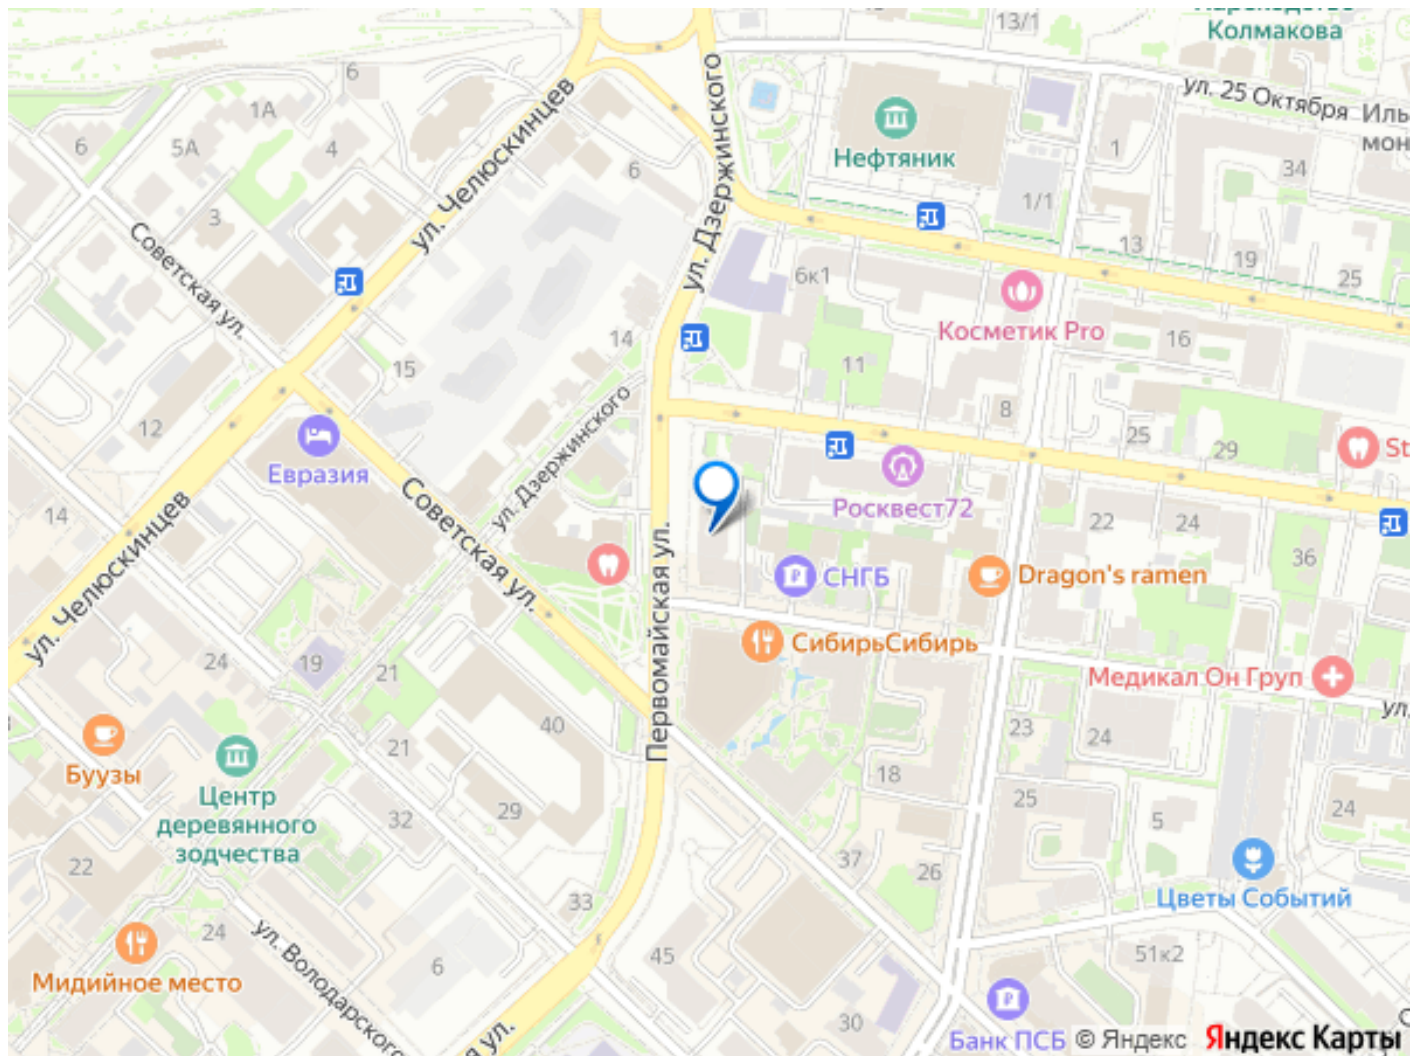 Колмакова
13/1
6
1А
ул. 25 Октября
Иль
мон
6
5А
4
ул. Челюскинцев
6
ул. Дзержинского
Нефтяник
1
34
3
1/1
Советская ул.
13
19
25
6к1
Косметик Pro
14
15
11
16
8
12
25
29
St
Евразия
ул. Дзержинского
Росквест72
14
Советская ул.
22
24
36
ул. Челюскинцев
Первомайская ул.
СНГБ
Dragon's ramen
СибирьСибирь
24
19
21
Медикал Он Груп
ул.
40
21
23
24
Буузы
Центр
деревянного
зодчества
18
29
32
25
5
24
22
37
26
Цветы Событий
33
24
ул. Володарского
45
6
51к2
Мидийное место
30
я ул.
Банк ПСБ
© Яндекс
Яндекс Карты